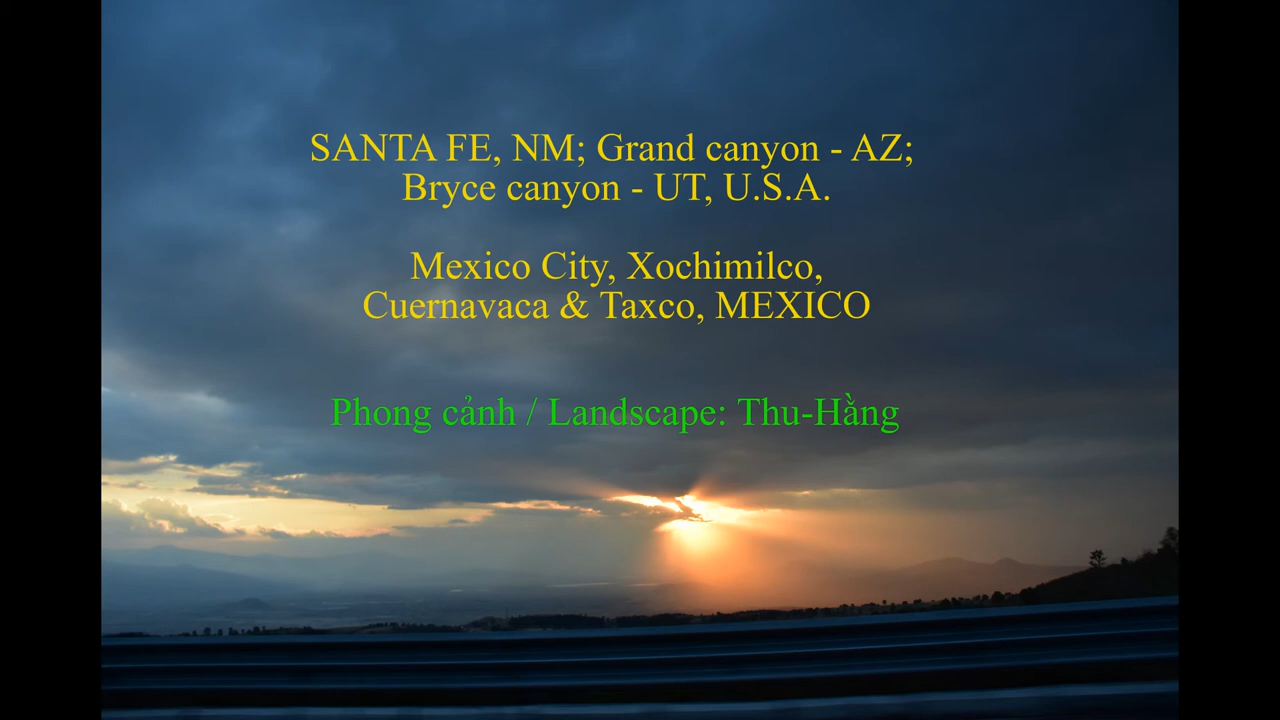 SANTA FE, NM; Grand canyon - AZ;
Bryce canyon - UT, U.S.A.
Mexico City, Xochimilco,
Cuernavaca & Taxco, MEXICO
Phong cảnh / Landscape: Thu-Hằng